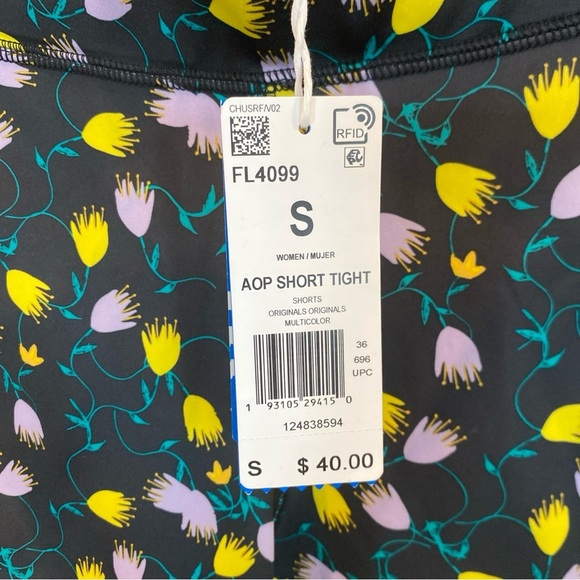 CHUSRF/V02
RFID
FL4099
S
WOMEN / MUJER
AOP SHORT TIGHT
SHORTS
ORIGINALS ORIGINALS
MULTICOLOR
36
696
UPC
1 93105 29415 0
124838594
S $ 40.00